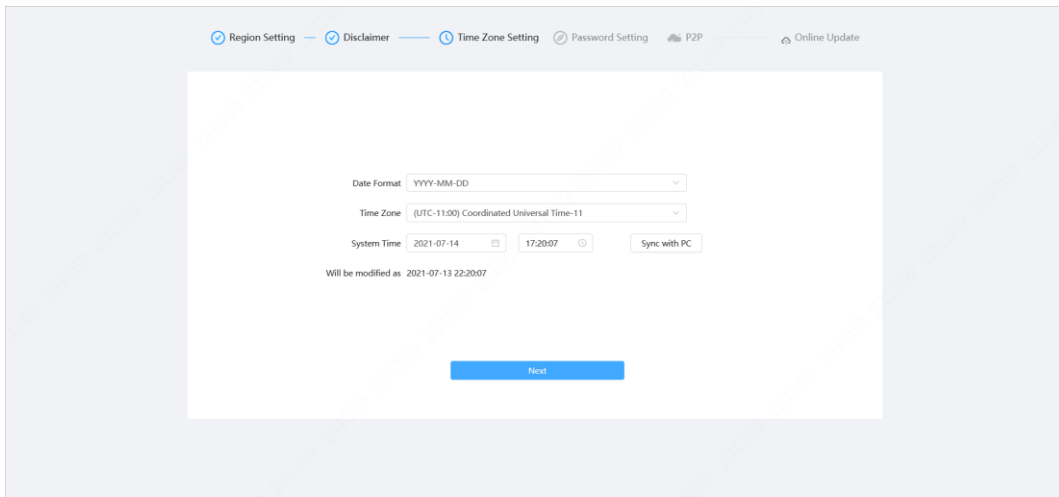 Region Setting Disclaimer Time Zone Setting Password Setting P2P Online Update
Date Format YYYY-MM-DD
Time Zone (UTC-11:00) Coordinated Universal Time-11
System Time 2021-07-14 17:20:07 Sync with PC
Will be modified as 2021-07-13 22:20:07
Next